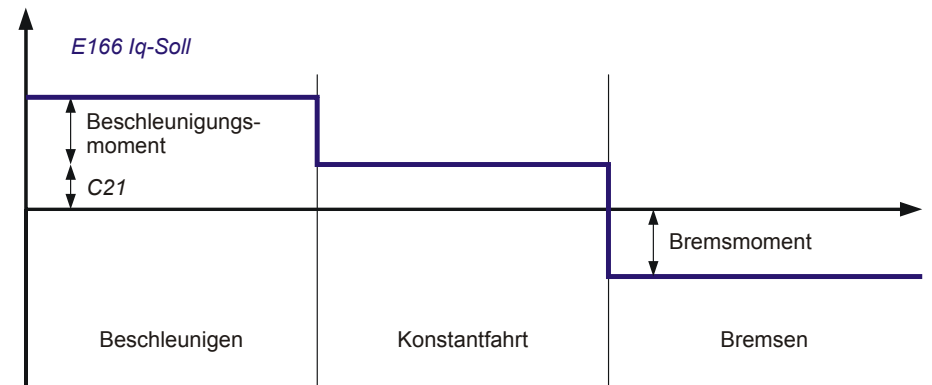 E166 Iq-Soll
Beschleunigungs-
moment
C21
Bremsmoment
Beschleunigen
Konstantfahrt
Bremsen